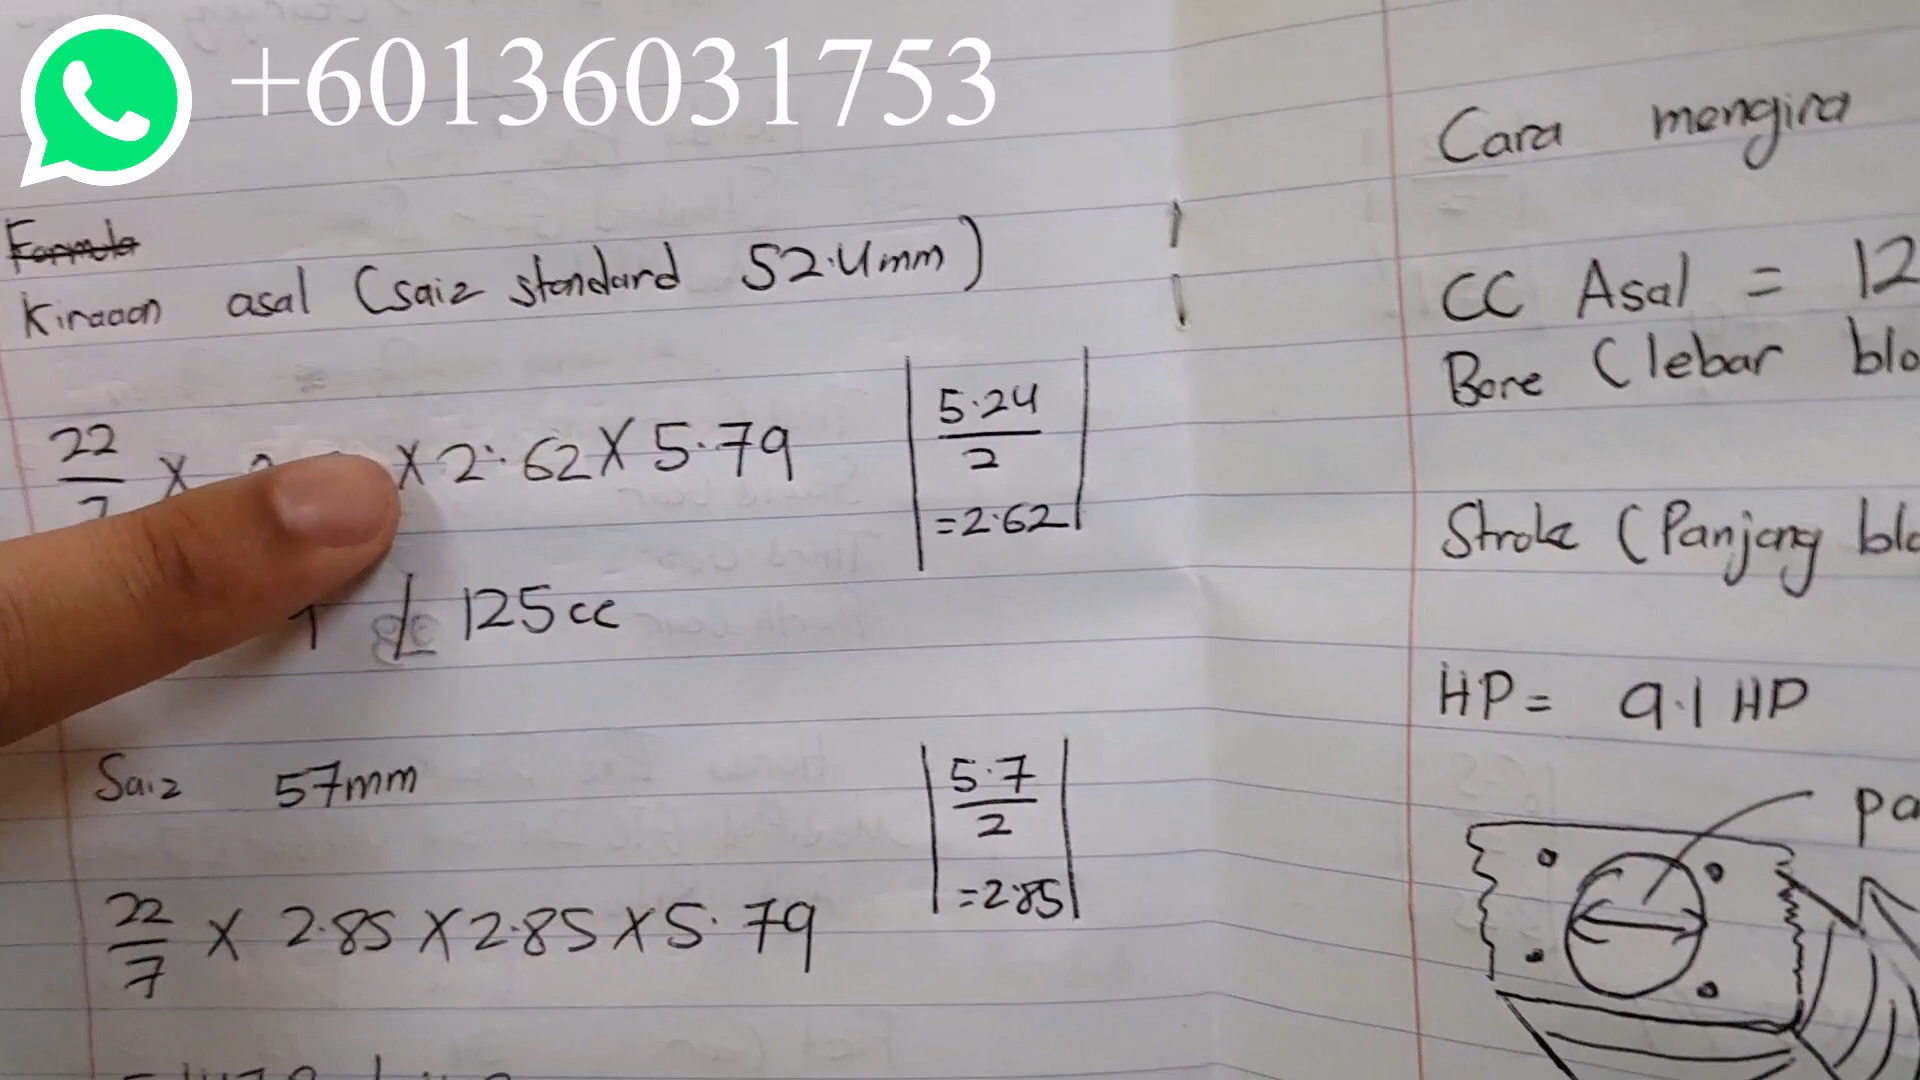 +60136031753
Formula
Kiraaan asal (saiz standard 52.4mm)
22/7 X X 2.62 X 5.79
5.24/2
=2.62
125cc
Saiz 57mm
5.7/2
=2.85
22/7 X 2.85 X 2.85 X 5.79
Cara mengira
CC Asal = 12
Bore (lebar blo
Stroke (Panjang blo
HP = 9.1 HP
pa